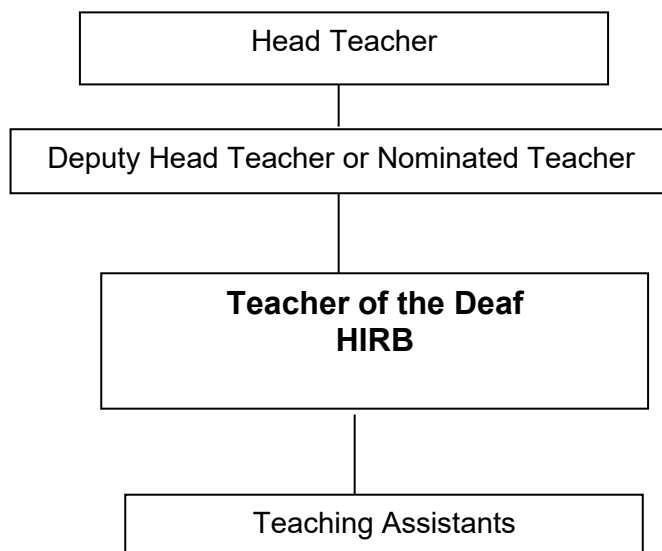 Head Teacher
Deputy Head Teacher or Nominated Teacher
Teacher of the Deaf
HIRB
Teaching Assistants